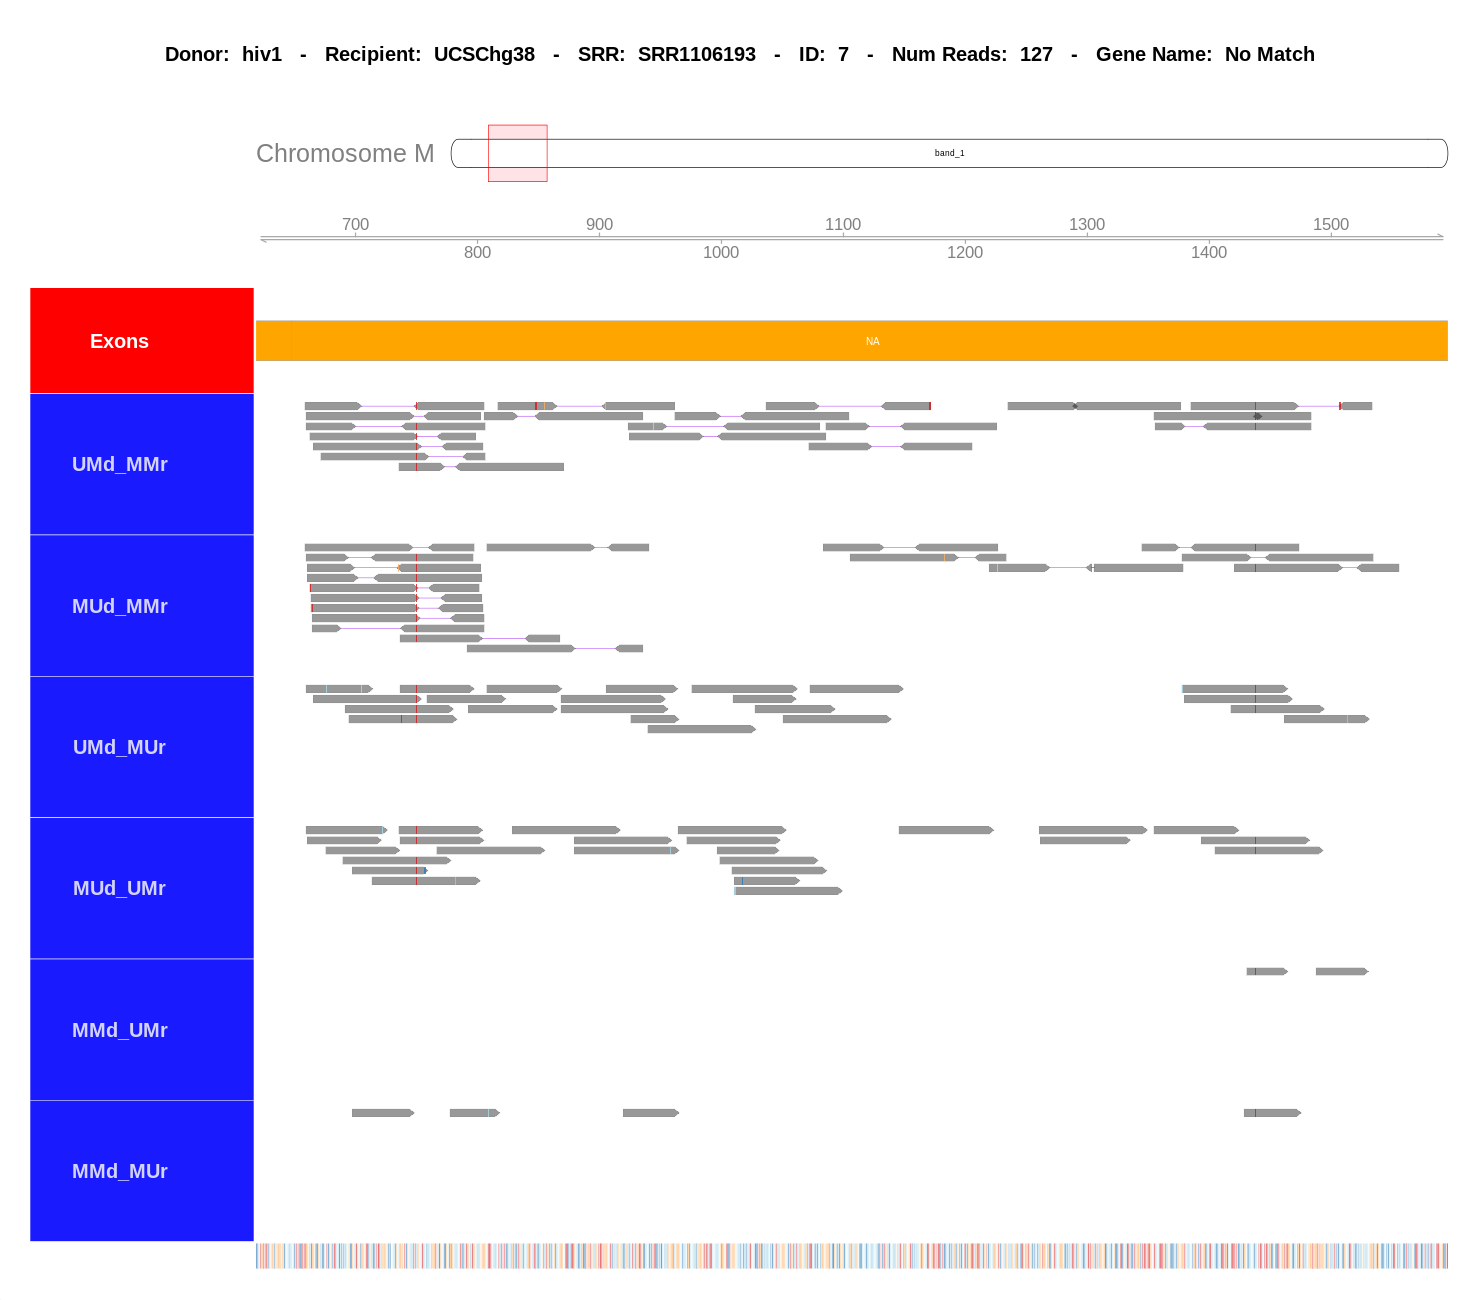 Donor: hiv1 - Recipient: UCSChg38 - SRR: SRR1106193 - ID: 7 - Num Reads: 127 - Gene Name: No Match
Chromosome M
band_1
700 900 1100 1300 1500
800 1000 1200 1400
Exons
NA
UMd_MMr
MUd_MMr
UMd_MUr
MUd_UMr
MMd_UMr
MMd_MUr